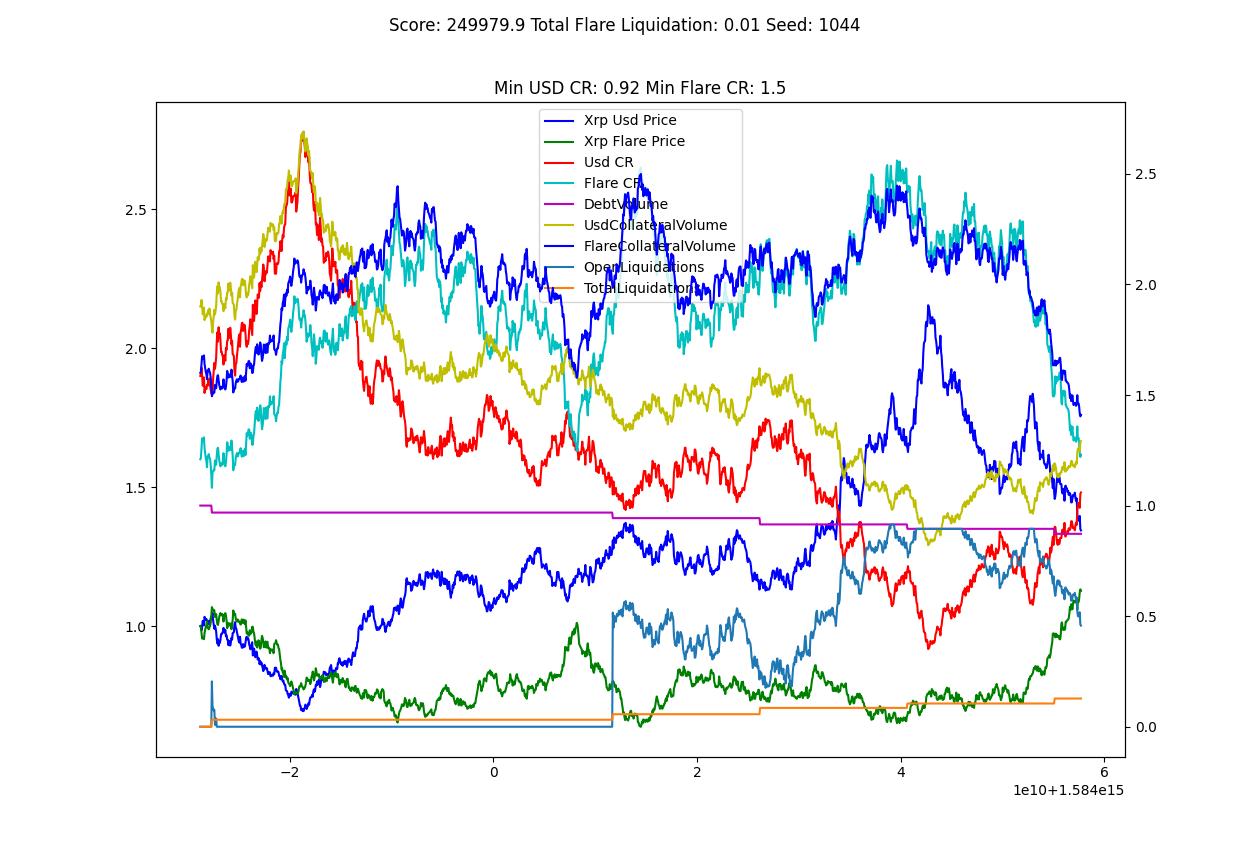 Score: 249979.9 Total Flare Liquidation: 0.01 Seed: 1044
Min USD CR: 0.92 Min Flare CR: 1.5
Xrp Usd Price
Xrp Flare Price
Usd CR
Flare CR
DebtVolume
UsdCollateralVolume
FlareCollateralVolume
OpenLiquidations
TotalLiquidations
2.5
2.0
1.5
1.0
2.5
2.0
1.5
1.0
0.5
0.0
−2
0
2
4
6
1e10+1.584e15